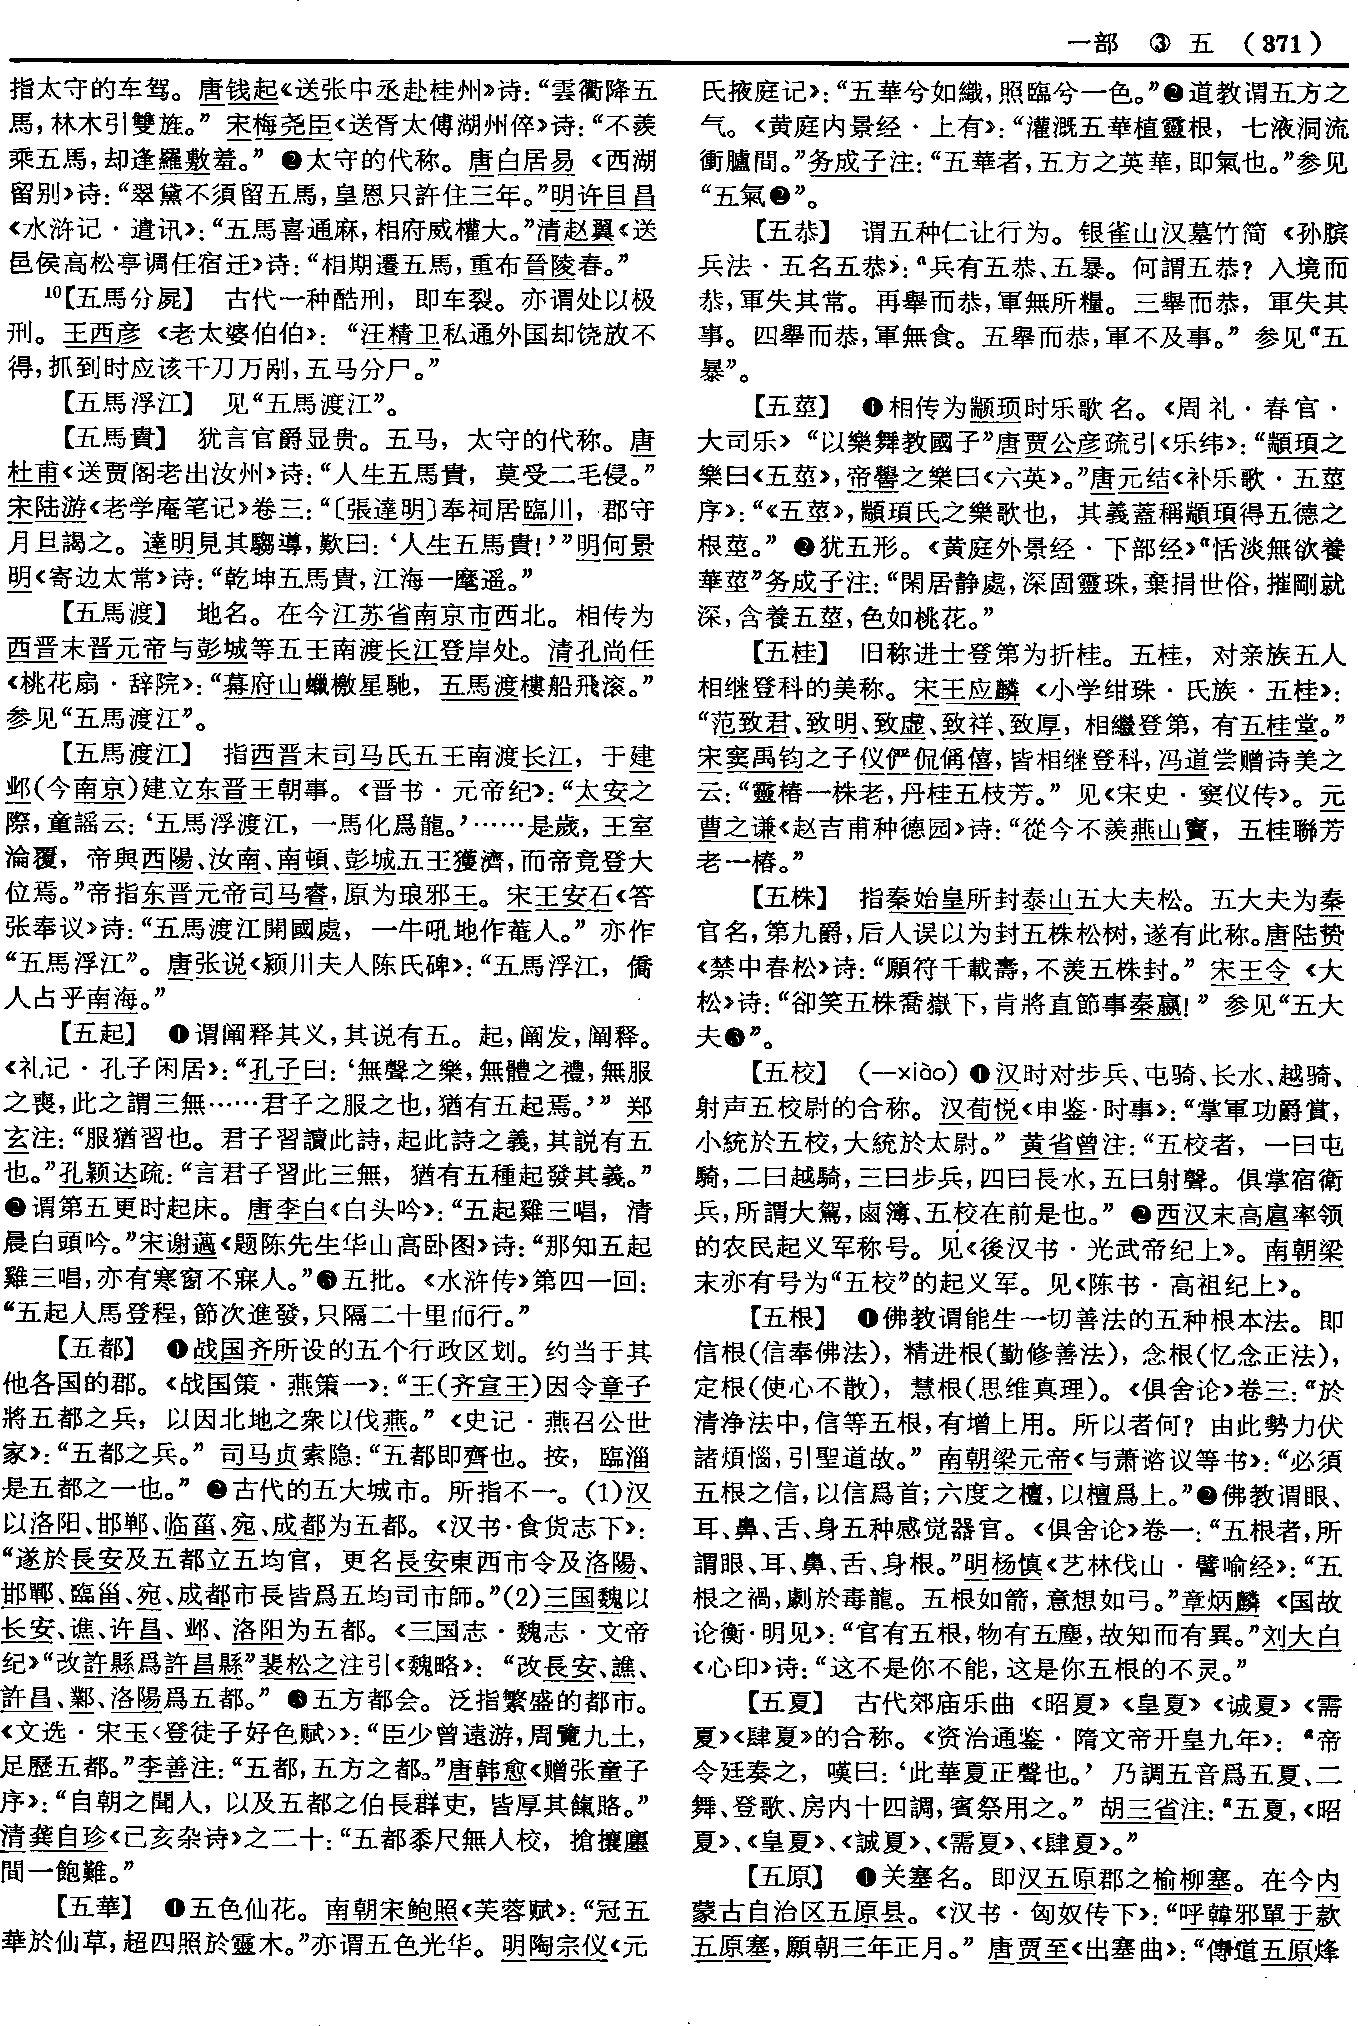 一部 ③ 五 (371)
指太守的车驾。唐钱起《送张中丞赴桂州》诗:“雲衢降五
馬,林木引雙旌。” 宋梅尧臣《送胥太傅湖州倅》诗:“不羨
乘五馬,却逢羅敷羞。” ❷太守的代称。唐白居易《西湖
留别》诗:“翠黛不須留五馬,皇恩只許住三年。”明许自昌
《水浒记·遣讯》:“五馬喜通麻,相府威權大。”清赵翼《送
邑侯高松亭调任宿迁》诗:“相期遷五馬,重布晉陵春。”
10【五馬分屍】 古代一种酷刑,即车裂。亦谓处以极
刑。王西彦《老太婆伯伯》:“汪精卫私通外国却饶放不
得,抓到时应该千刀万剐,五马分尸。”
【五馬浮江】 见“五馬渡江”。
【五馬貴】 犹言官爵显贵。五马,太守的代称。唐
杜甫《送贾阁老出汝州》诗:“人生五馬貴,莫受二毛侵。”
宋陆游《老学庵笔记》卷三:“〔張達明〕奉祠居臨川,郡守
月旦謁之。達明見其騶導,歎曰:‘人生五馬貴!’”明何景
明《寄边太常》诗:“乾坤五馬貴,江海一麾遥。”
【五馬渡】 地名。在今江苏省南京市西北。相传为
西晋末晋元帝与彭城等五王南渡长江登岸处。清孔尚任
《桃花扇·辞院》:“幕府山蠟檄星馳,五馬渡樓船飛滚。”
参见“五馬渡江”。
【五馬渡江】 指西晋末司马氏五王南渡长江,于建
邺(今南京)建立东晋王朝事。《晋书·元帝纪》:“太安之
際,童謡云:‘五馬浮渡江,一馬化爲龍。’……是歲,王室
淪覆,帝與西陽、汝南、南頓、彭城五王獲濟,而帝竟登大
位焉。”帝指东晋元帝司马睿,原为琅邪王。宋王安石《答
张奉议》诗:“五馬渡江開國處,一牛吼地作菴人。” 亦作
“五馬浮江”。唐张说《颍川夫人陈氏碑》:“五馬浮江,僑
人占乎南海。”
【五起】 ❶谓阐释其义,其说有五。起,阐发,阐释。
《礼记·孔子闲居》:“孔子曰:‘無聲之樂,無體之禮,無服
之喪,此之謂三無……君子之服之也,猶有五起焉。’” 郑
玄注:“服猶習也。君子習讀此詩,起此詩之義,其説有五
也。”孔颖达疏:“言君子習此三無,猶有五種起發其義。”
❷谓第五更时起床。唐李白《白头吟》:“五起雞三唱,清
晨白頭吟。”宋谢薖《题陈先生华山高卧图》诗:“那知五起
雞三唱,亦有寒窗不寐人。”❸五批。《水浒传》第四一回:
“五起人馬登程,節次進發,只隔二十里而行。”
【五都】 ❶战国齐所设的五个行政区划。约当于其
他各国的郡。《战国策·燕策一》:“王(齐宣王)因令章子
將五都之兵,以因北地之衆以伐燕。”《史记·燕召公世
家》:“五都之兵。” 司马贞索隐:“五都即齊也。按,臨淄
是五都之一也。” ❷古代的五大城市。所指不一。(1)汉
以洛阳、邯郸、临菑、宛、成都为五都。《汉书·食货志下》:
“遂於長安及五都立五均官,更名長安東西市令及洛陽、
邯鄲、臨甾、宛、成都市長皆爲五均司市師。”(2)三国魏以
长安、谯、许昌、邺、洛阳为五都。《三国志·魏志·文帝
纪》“改許縣爲許昌縣”裴松之注引《魏略》:“改長安、譙、
許昌、鄴、洛陽爲五都。” ❸五方都会。泛指繁盛的都市。
《文选·宋玉〈登徒子好色赋〉》:“臣少曾遠游,周覽九土,
足歷五都。”李善注:“五都,五方之都。”唐韩愈《赠张童子
序》:“自朝之聞人,以及五都之伯長群吏,皆厚其餼賂。”
清龚自珍《己亥杂诗》之二十:“五都黍尺無人校,搶攘廛
間一飽難。”
【五華】 ❶五色仙花。南朝宋鲍照《芙蓉赋》:“冠五
華於仙草,超四照於靈木。”亦谓五色光华。明陶宗仪《元
氏掖庭记》:“五華兮如織,照臨兮一色。”❷道教谓五方之
气。《黄庭内景经·上有》:“灌溉五華植靈根,七液洞流
衝臚間。”务成子注:“五華者,五方之英華,即氣也。”参见
“五氣❷”。
【五恭】 谓五种仁让行为。银雀山汉墓竹简《孙膑
兵法·五名五恭》:“兵有五恭、五暴。何謂五恭?入境而
恭,軍失其常。再舉而恭,軍無所糧。三舉而恭,軍失其
事。四舉而恭,軍無食。五舉而恭,軍不及事。” 参见“五
暴”。
【五莖】 ❶相传为颛顼时乐歌名。《周礼·春官·
大司乐》“以樂舞教國子”唐贾公彦疏引《乐纬》:“顓頊之
樂曰《五莖》,帝嚳之樂曰《六英》。”唐元结《补乐歌·五莖
序》:“《五莖》,顓頊氏之樂歌也,其義蓋稱顓頊得五德之
根莖。” ❷犹五形。《黄庭外景经·下部经》“恬淡無欲養
華莖”务成子注:“閑居静處,深固靈珠,棄捐世俗,摧剛就
深,含養五莖,色如桃花。”
【五桂】 旧称进士登第为折桂。五桂,对亲族五人
相继登科的美称。宋王应麟《小学绀珠·氏族·五桂》:
“范致君、致明、致虚、致祥、致厚,相繼登第,有五桂堂。”
宋窦禹钧之子仪俨侃偁僖,皆相继登科,冯道尝赠诗美之
云:“靈椿一株老,丹桂五枝芳。” 见《宋史·窦仪传》。元
曹之谦《赵吉甫种德园》诗:“從今不羨燕山竇,五桂聯芳
老一椿。”
【五株】 指秦始皇所封泰山五大夫松。五大夫为秦
官名,第九爵,后人误以为封五株松树,遂有此称。唐陆贽
《禁中春松》诗:“願符千載壽,不羨五株封。” 宋王令《大
松》诗:“卻笑五株喬嶽下,肯將直節事秦嬴!” 参见“五大
夫❸”。
【五校】 (—xiào)❶汉时对步兵、屯骑、长水、越骑、
射声五校尉的合称。汉荀悦《申鉴·时事》:“掌軍功爵賞,
小統於五校,大統於太尉。” 黄省曾注:“五校者,一曰屯
騎,二曰越騎,三曰步兵,四曰長水,五曰射聲。俱掌宿衛
兵,所謂大駕,鹵簿、五校在前是也。” ❷西汉末高扈率领
的农民起义军称号。见《後汉书·光武帝纪上》。南朝梁
末亦有号为“五校”的起义军。见《陈书·高祖纪上》。
【五根】 ❶佛教谓能生一切善法的五种根本法。即
信根(信奉佛法),精进根(勤修善法),念根(忆念正法),
定根(使心不散),慧根(思维真理)。《俱舍论》卷三:“於
清浄法中,信等五根,有增上用。所以者何?由此勢力伏
諸煩惱,引聖道故。” 南朝梁元帝《与萧谘议等书》:“必須
五根之信,以信爲首;六度之檀,以檀爲上。”❷佛教谓眼、
耳、鼻、舌、身五种感觉器官。《俱舍论》卷一:“五根者,所
謂眼、耳、鼻、舌、身根。”明杨慎《艺林伐山·譬喻经》:“五
根之禍,劇於毒龍。五根如箭,意想如弓。”章炳麟《国故
论衡·明见》:“官有五根,物有五塵,故知而有異。”刘大白
《心印》诗:“这不是你不能,这是你五根的不灵。”
【五夏】 古代郊庙乐曲《昭夏》《皇夏》《诚夏》《需
夏》《肆夏》的合称。《资治通鉴·隋文帝开皇九年》:“帝
令廷奏之,嘆曰:‘此華夏正聲也。’乃調五音爲五夏、二
舞、登歌、房内十四調,賓祭用之。” 胡三省注:“五夏,《昭
夏》、《皇夏》、《誠夏》、《需夏》、《肆夏》。”
【五原】 ❶关塞名。即汉五原郡之榆柳塞。在今内
蒙古自治区五原县。《汉书·匈奴传下》:“呼韓邪單于款
五原塞,願朝三年正月。” 唐贾至《出塞曲》:“傳道五原烽